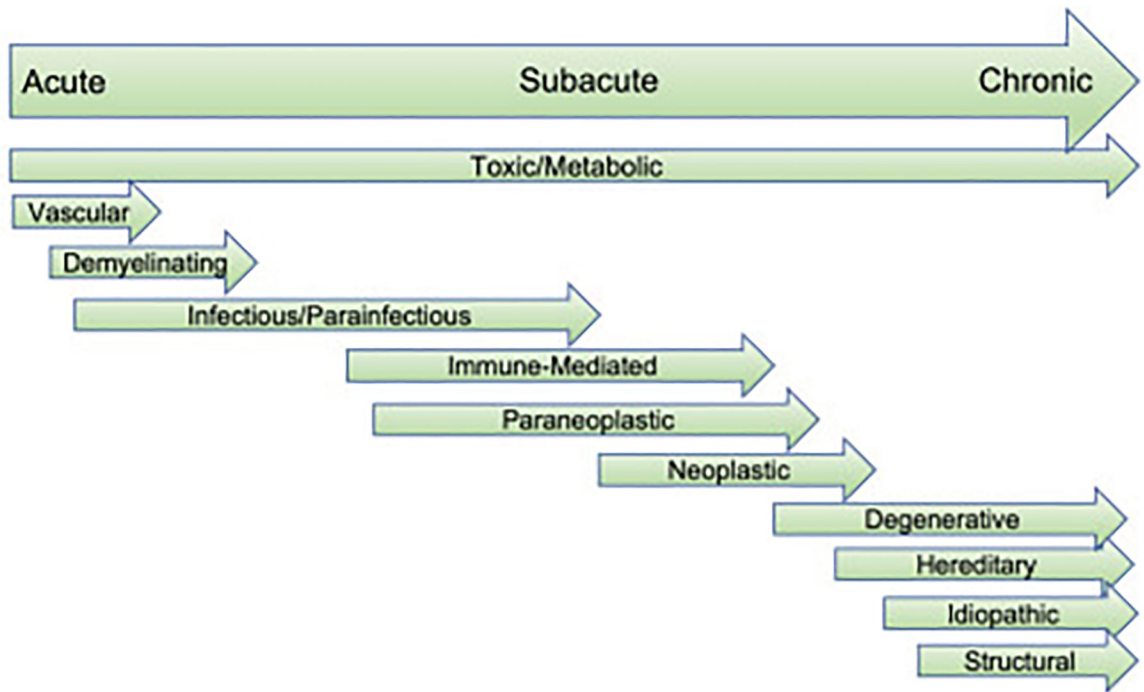 Acute Subacute Chronic
Toxic/Metabolic
Vascular
Demyelinating
Infectious/Parainfectious
Immune-Mediated
Paraneoplastic
Neoplastic
Degenerative
Hereditary
Idiopathic
Structural